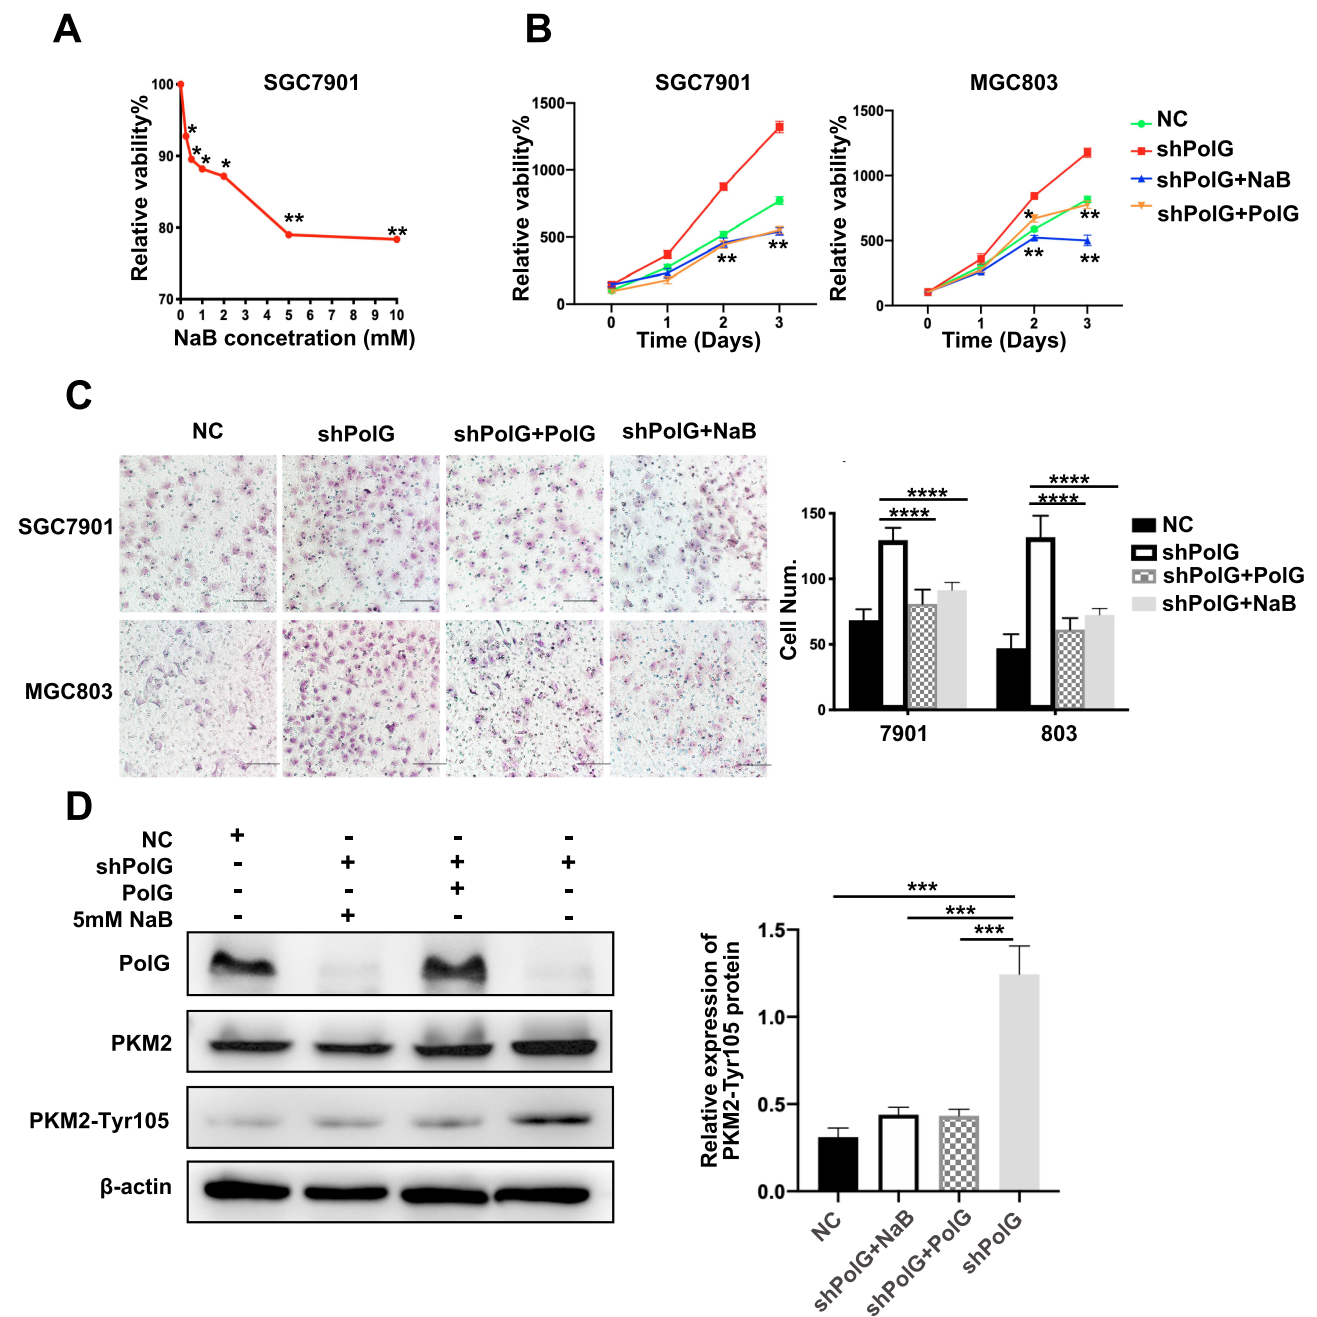 A
SGC7901
Relative vability%
100
90
80
70
*
*
*
*
**
**
0 1 2 3 4 5 6 7 8 9 10
NaB concetration (mM)
B
SGC7901
Relative vability%
1500
1000
500
0
**
**
0 1 2 3
Time (Days)
MGC803
Relative vability%
1500
1000
500
0
*
**
**
**
0 1 2 3
Time (Days)
NC
shPolG
shPolG+NaB
shPolG+PolG
C
NC shPolG shPolG+PolG shPolG+NaB
SGC7901
MGC803
Cell Num.
150
100
50
0
****
****
****
****
7901 803
NC
shPolG
shPolG+PolG
shPolG+NaB
D
NC + - - -
shPolG - + + +
PolG - - + -
5mM NaB - + - -
PolG
PKM2
PKM2-Tyr105
β-actin
Relative expression of
PKM2-Tyr105 protein
1.5
1.0
0.5
0.0
***
***
***
NC
shPolG+NaB
shPolG+PolG
shPolG